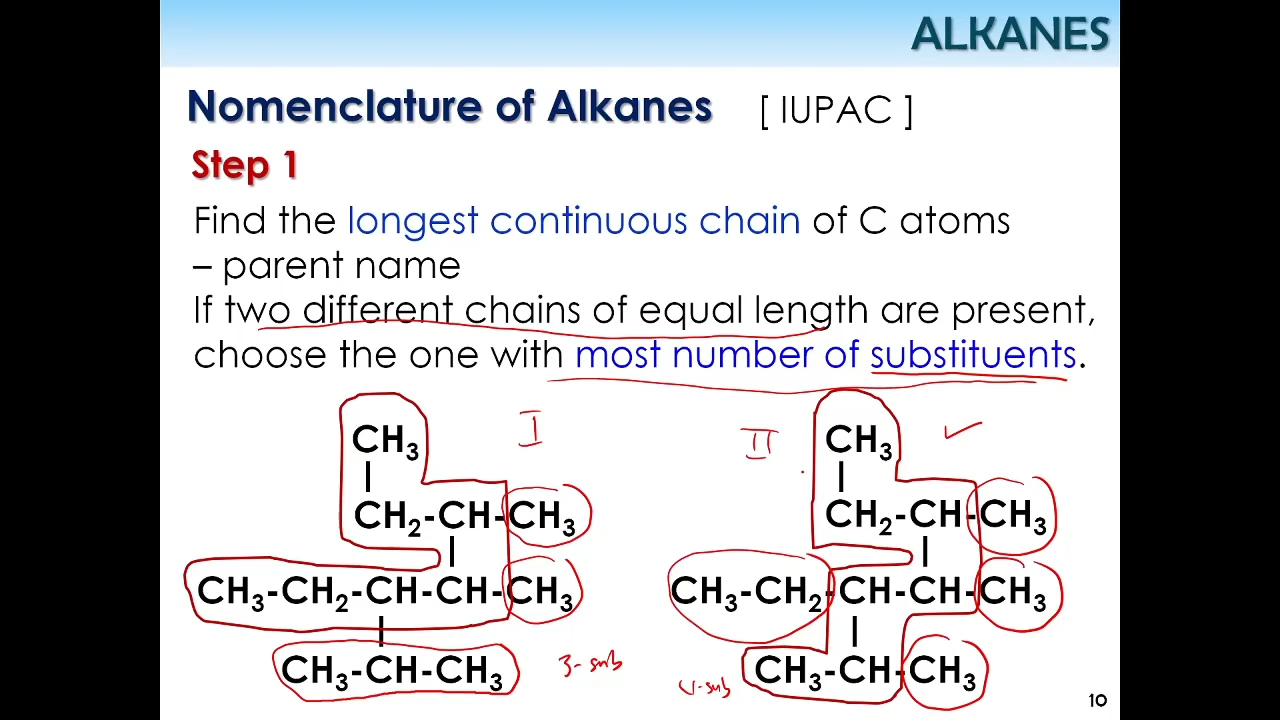 ALKANES
Nomenclature of Alkanes [ IUPAC ]
Step 1
Find the longest continuous chain of C atoms
– parent name
If two different chains of equal length are present,
choose the one with most number of substituents.
I
CH₃
CH₂-CH-CH₃
CH₃-CH₂-CH-CH-CH₃
CH₃-CH-CH₃
3-sub
II
CH₃
CH₂-CH-CH₃
CH₃-CH₂-CH-CH-CH₃
CH₃-CH-CH₃
10